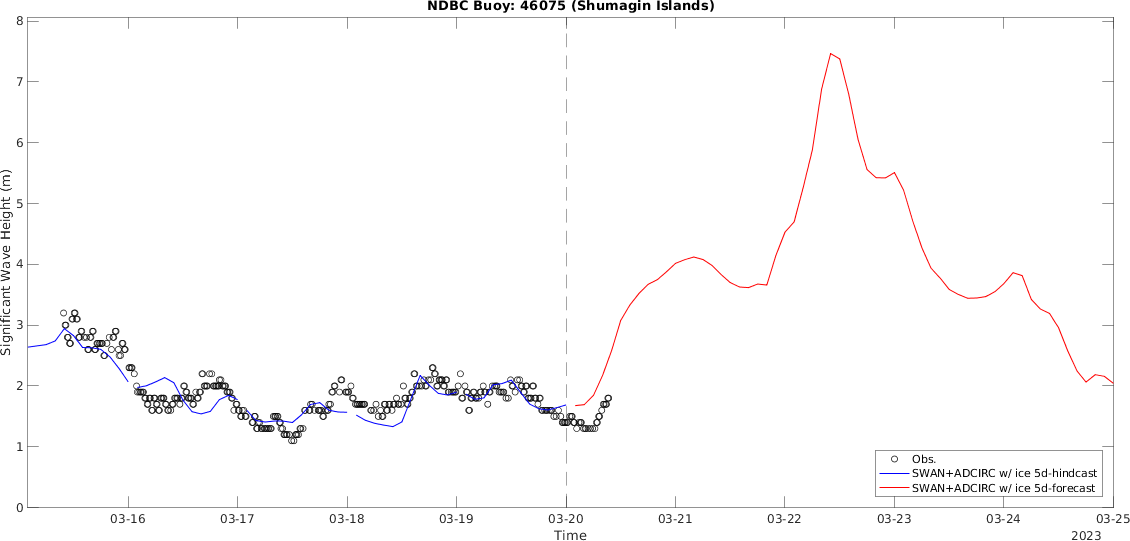 NDBC Buoy: 46075 (Shumagin Islands)
8
7
6
5
4
3
2
1
0
Significant Wave Height (m)
Obs.
SWAN+ADCIRC w/ ice 5d-hindcast
SWAN+ADCIRC w/ ice 5d-forecast
03-16 03-17 03-18 03-19 03-20 03-21 03-22 03-23 03-24 03-25
Time
2023